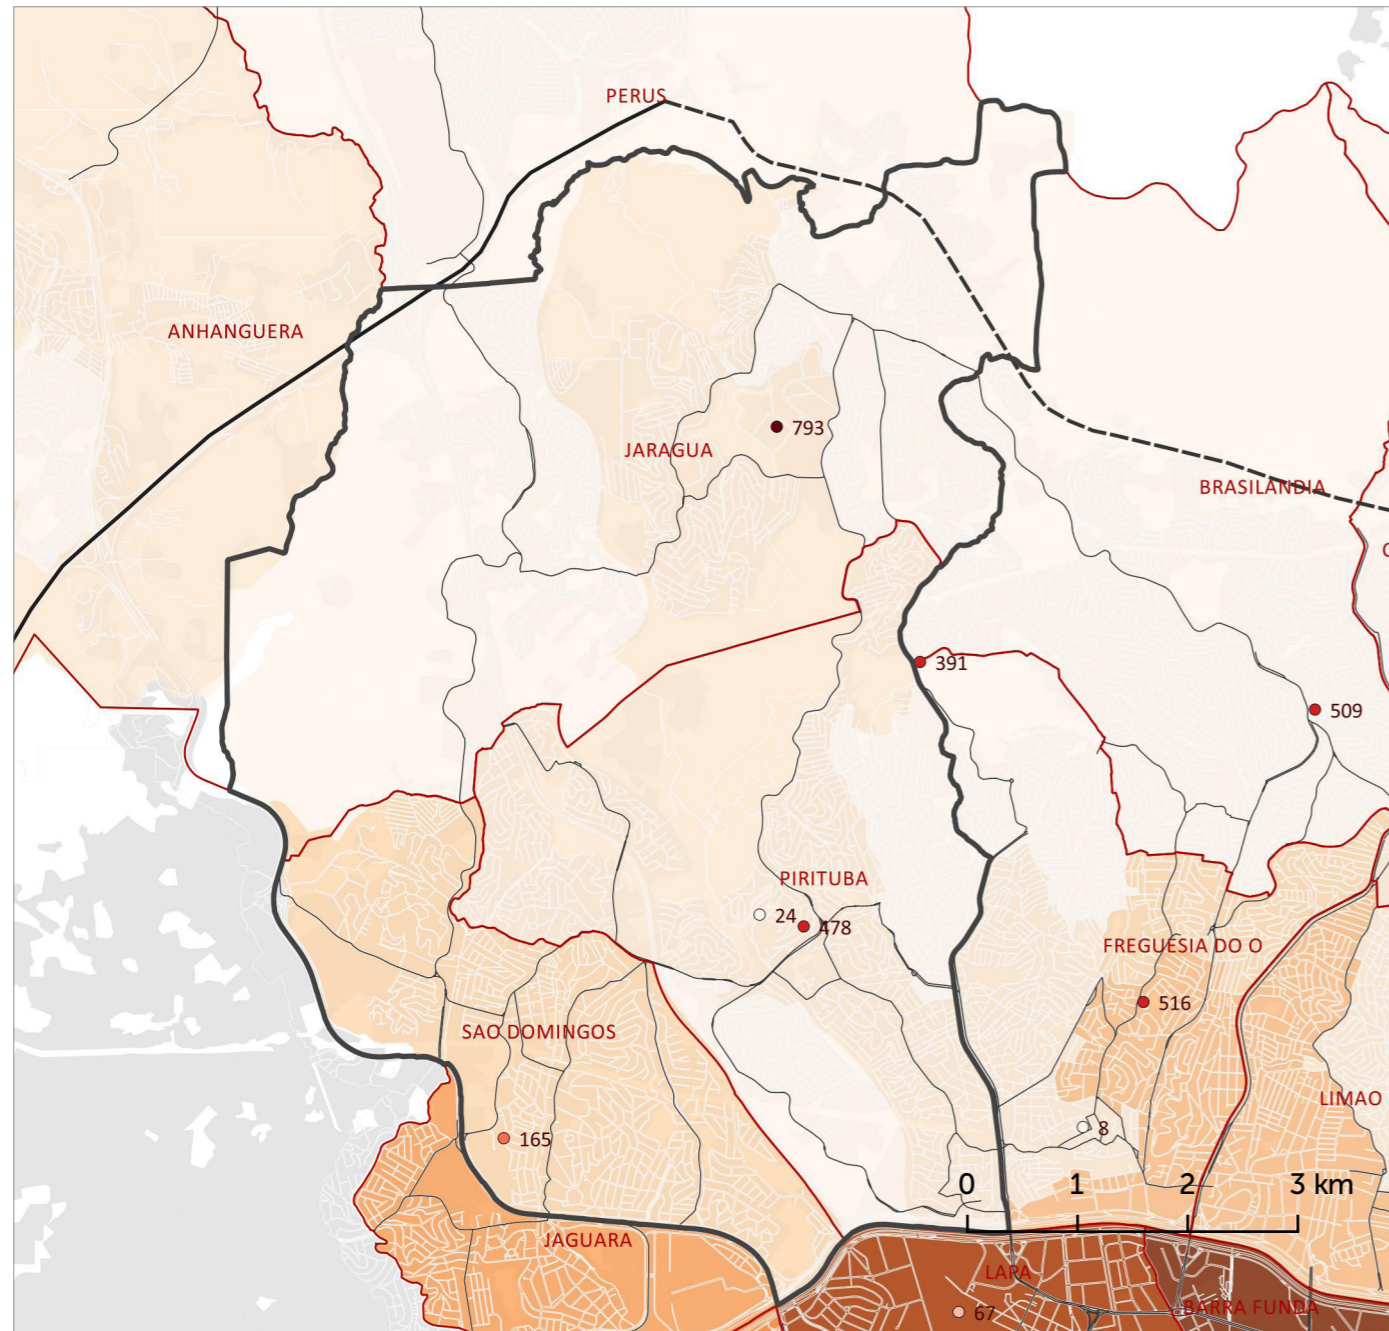 PERUS
ANHANGUERA
793
JARAGUA
BRASILANDIA
391
509
PIRITUBA
24
478
FREGUESIA DO O
516
SAO DOMINGOS
LIMAO
8
165
0 1 2 3 km
JAGUARA
LAPA
BARRA FUNDA
67